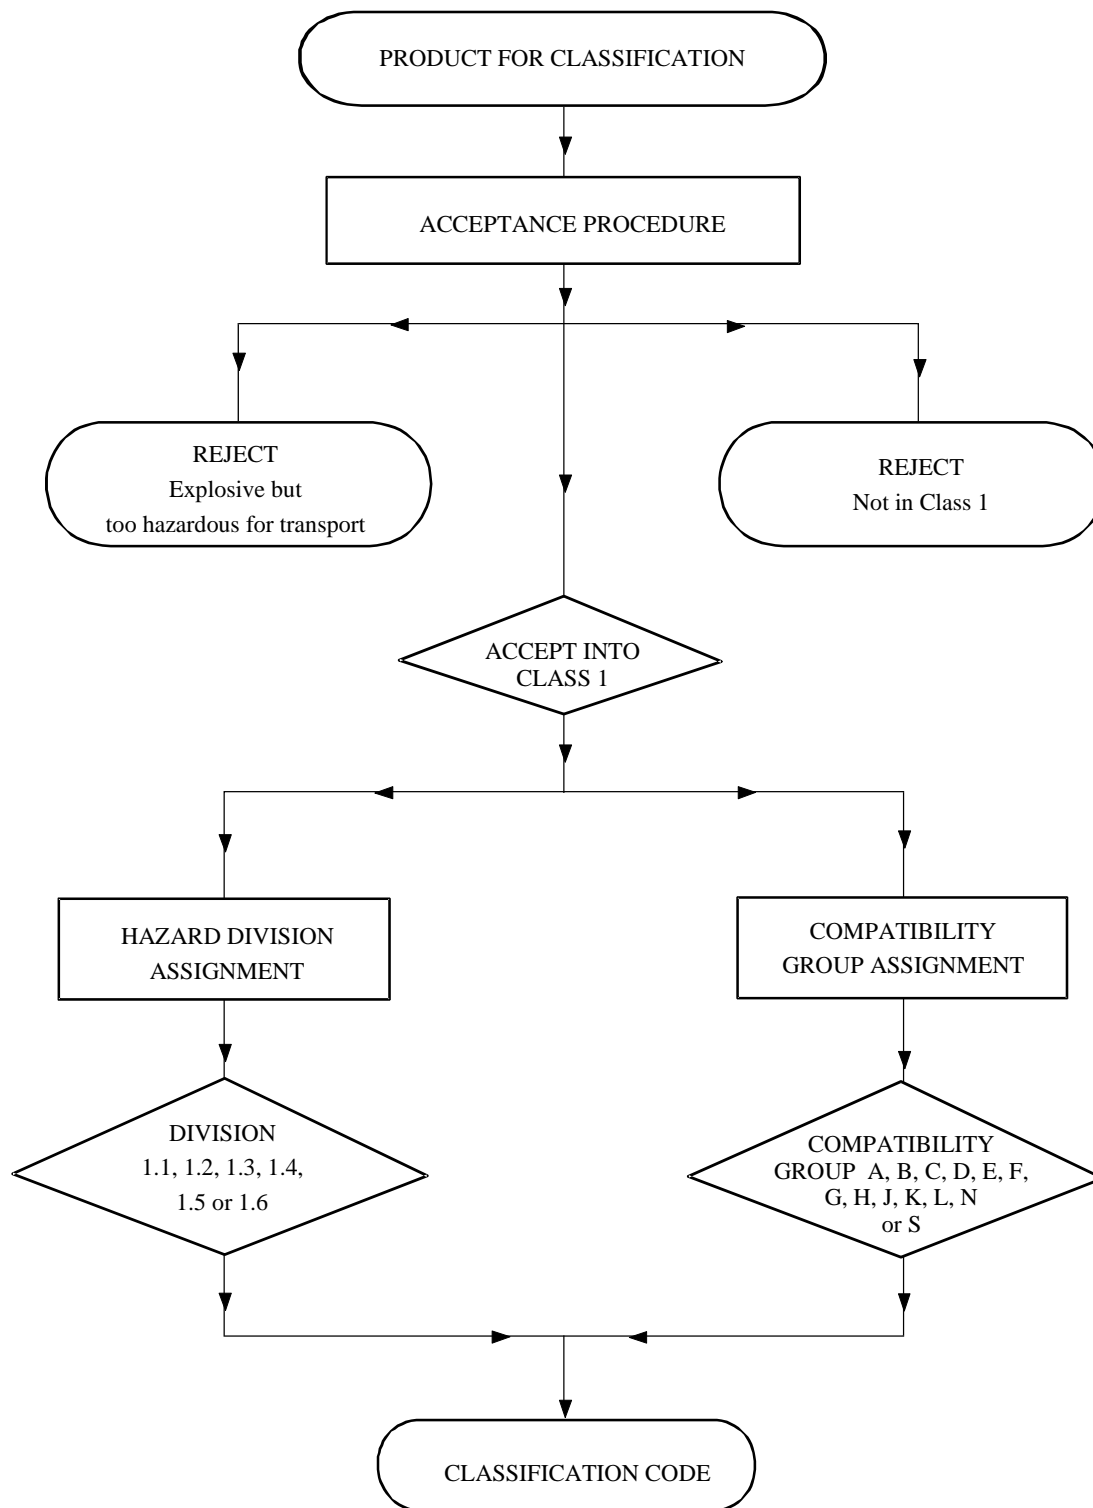 PRODUCT FOR CLASSIFICATION
ACCEPTANCE PROCEDURE
REJECT
Explosive but
too hazardous for transport
REJECT
Not in Class 1
ACCEPT INTO
CLASS 1
HAZARD DIVISION
ASSIGNMENT
COMPATIBILITY
GROUP ASSIGNMENT
DIVISION
1.1, 1.2, 1.3, 1.4,
1.5 or 1.6
COMPATIBILITY
GROUP A, B, C, D, E, F,
G, H, J, K, L, N
or S
CLASSIFICATION CODE